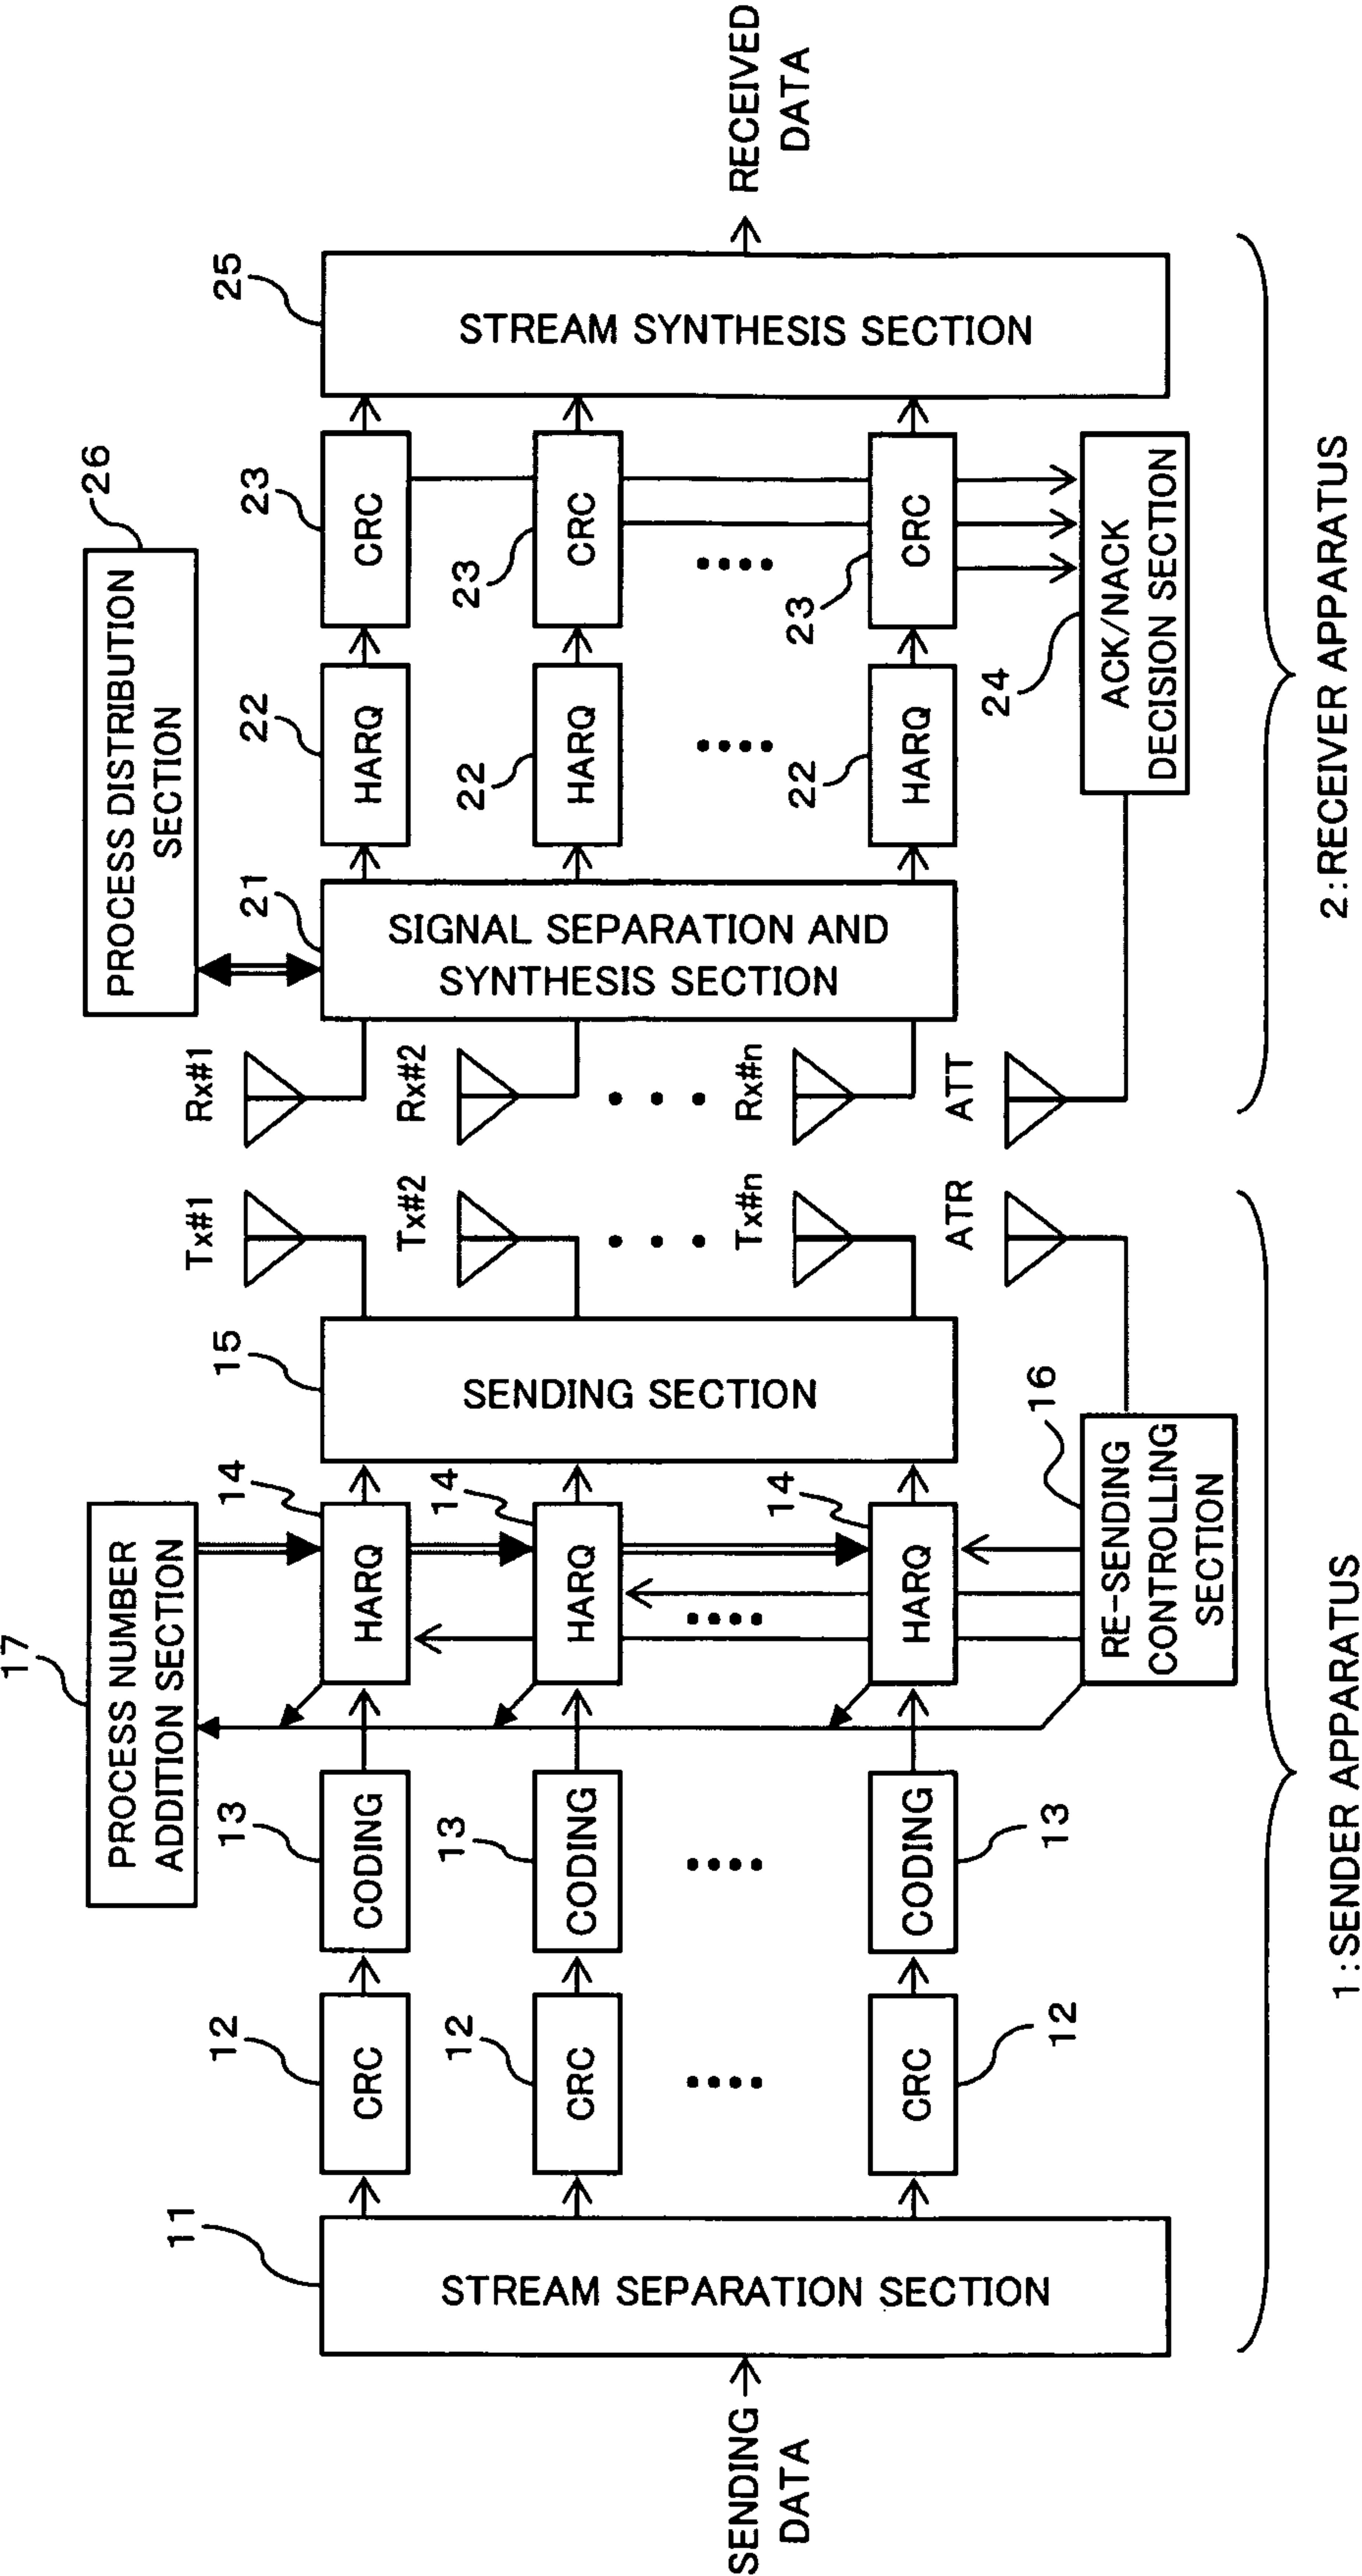 SENDING
DATA
11
STREAM SEPARATION SECTION
12
CRC
12
CRC
12
CRC
13
CODING
13
CODING
13
CODING
17
PROCESS NUMBER
ADDITION SECTION
14
HARQ
14
HARQ
14
HARQ
16
RE-SENDING
CONTROLLING
SECTION
15
SENDING SECTION
Tx#1
Tx#2
Tx#n
ATR
1:SENDER APPARATUS
Rx#1
Rx#2
Rx#n
ATT
21
SIGNAL SEPARATION AND
SYNTHESIS SECTION
26
PROCESS DISTRIBUTION
SECTION
22
HARQ
22
HARQ
22
HARQ
23
CRC
23
CRC
23
CRC
24
ACK/NACK
DECISION SECTION
25
STREAM SYNTHESIS SECTION
RECEIVED
DATA
2:RECEIVER APPARATUS